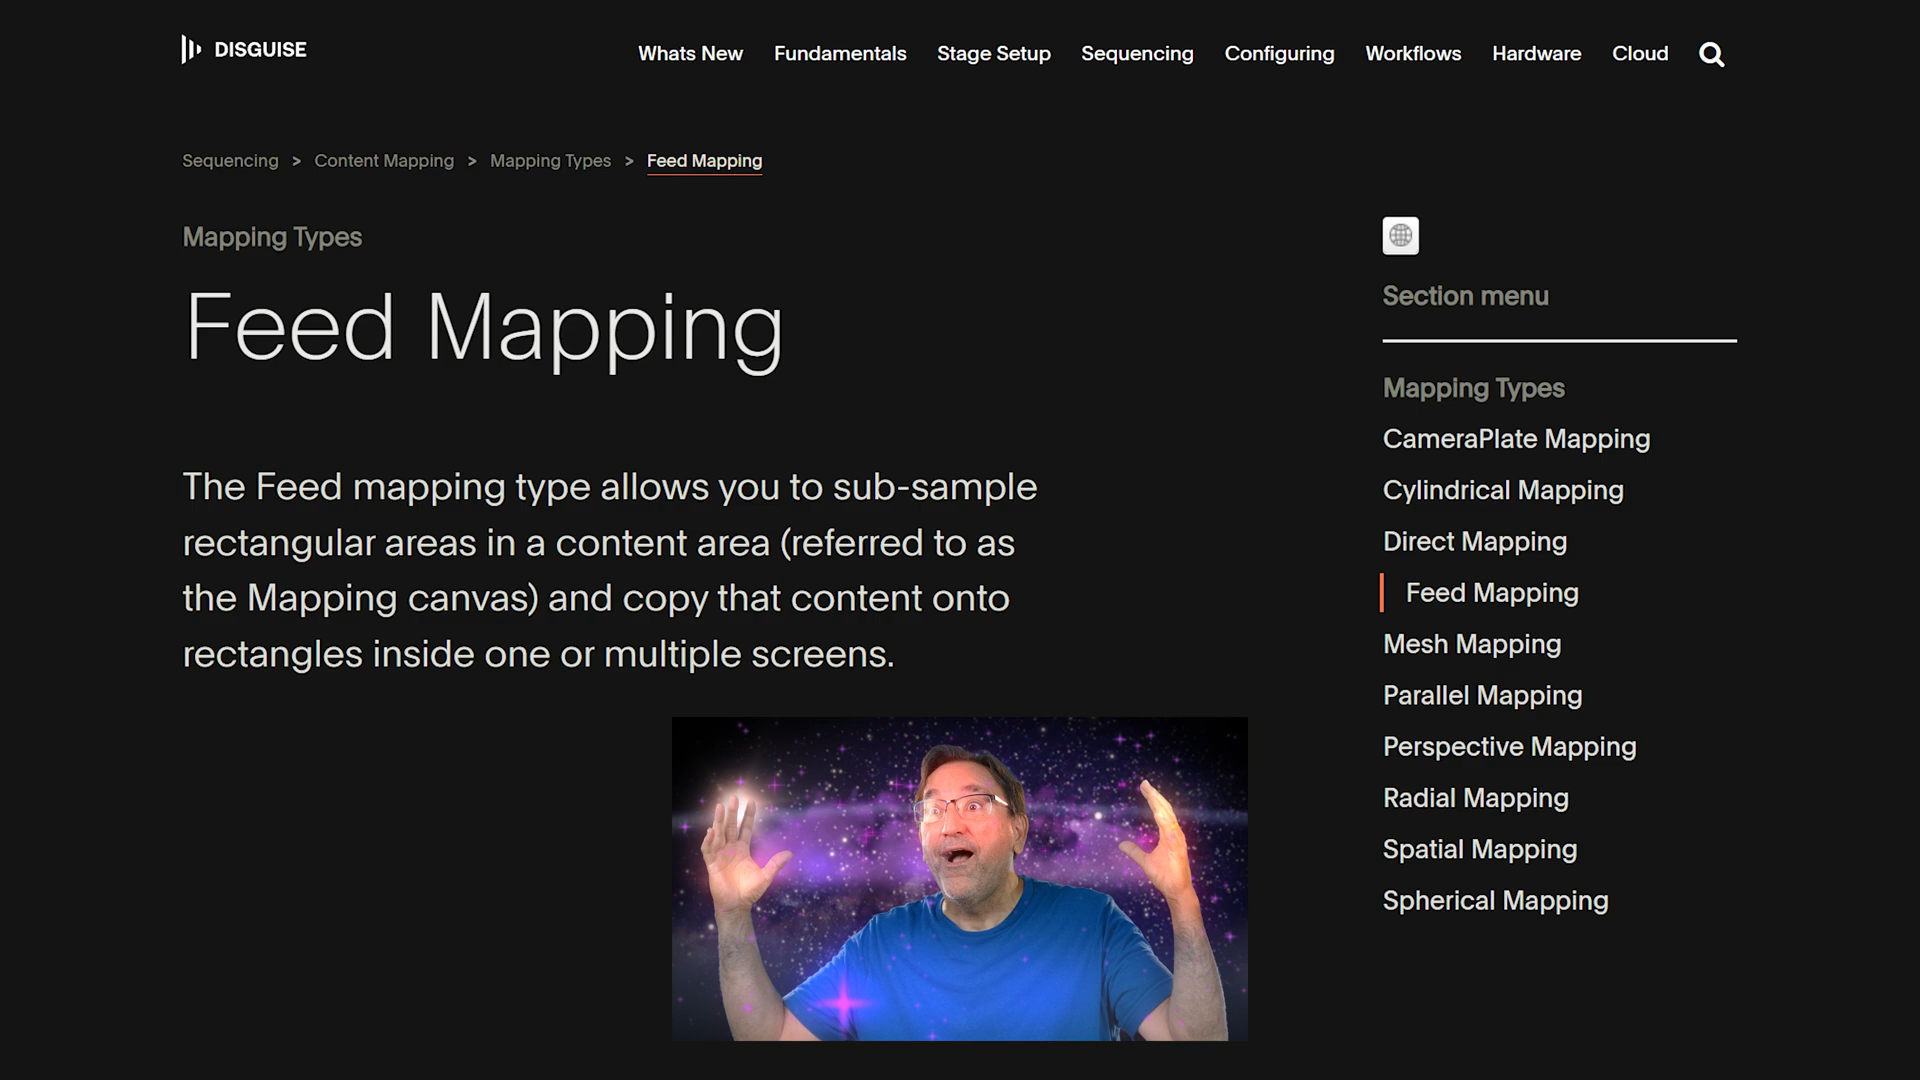 DISGUISE
Whats New Fundamentals Stage Setup Sequencing Configuring Workflows Hardware Cloud
Sequencing > Content Mapping > Mapping Types > Feed Mapping
Mapping Types
Feed Mapping
The Feed mapping type allows you to sub-sample
rectangular areas in a content area (referred to as
the Mapping canvas) and copy that content onto
rectangles inside one or multiple screens.
Section menu
Mapping Types
CameraPlate Mapping
Cylindrical Mapping
Direct Mapping
Feed Mapping
Mesh Mapping
Parallel Mapping
Perspective Mapping
Radial Mapping
Spatial Mapping
Spherical Mapping